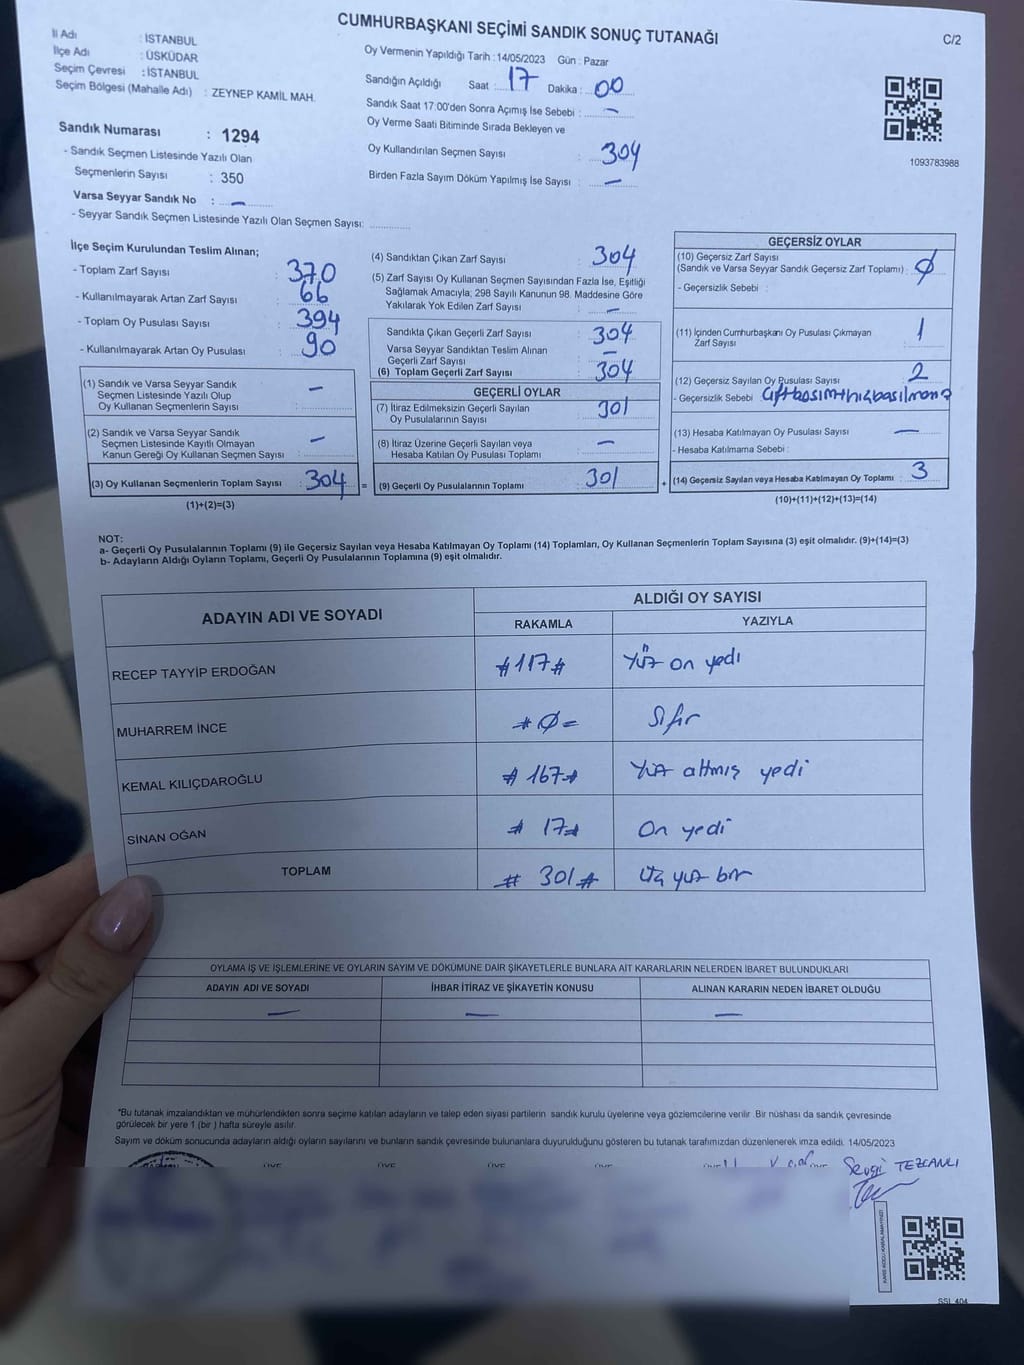 CUMHURBAŞKANI SEÇİMİ SANDIK SONUÇ TUTANAĞI
C/2
İl Adı : İSTANBUL
İlçe Adı : ÜSKÜDAR
Seçim Çevresi : İSTANBUL
Seçim Bölgesi (Mahalle Adı) : ZEYNEP KAMİL MAH.
Sandık Numarası : 1294
- Sandık Seçmen Listesinde Yazılı Olan
Seçmenlerin Sayısı : 350
Varsa Seyyar Sandık No : —
- Seyyar Sandık Seçmen Listesinde Yazılı Olan Seçmen Sayısı:
Oy Vermenin Yapıldığı Tarih : 14/05/2023 Gün : Pazar
Sandığın Açıldığı Saat : 17 Dakika : 00
Sandık Saat 17:00'den Sonra Açılmış İse Sebebi : —
Oy Verme Saati Bitiminde Sırada Bekleyen ve
Oy Kullandırılan Seçmen Sayısı : 304
Birden Fazla Sayım Döküm Yapılmış İse Sayısı : —
1093783988
İlçe Seçim Kurulundan Teslim Alınan;
- Toplam Zarf Sayısı : 370
- Kullanılmayarak Artan Zarf Sayısı : 66
- Toplam Oy Pusulası Sayısı : 394
- Kullanılmayarak Artan Oy Pusulası : 90
(1) Sandık ve Varsa Seyyar Sandık
Seçmen Listesinde Yazılı Olup
Oy Kullanan Seçmenlerin Sayısı : —
(2) Sandık ve Varsa Seyyar Sandık
Seçmen Listesinde Kayıtlı Olmayan
Kanun Gereği Oy Kullanan Seçmen Sayısı : —
(3) Oy Kullanan Seçmenlerin Toplam Sayısı : 304 =
(1)+(2)=(3)
(4) Sandıktan Çıkan Zarf Sayısı : 304
(5) Zarf Sayısı Oy Kullanan Seçmen Sayısından Fazla İse, Eşitliği
Sağlamak Amacıyla; 298 Sayılı Kanunun 98. Maddesine Göre
Yakılarak Yok Edilen Zarf Sayısı : —
Sandıkta Çıkan Geçerli Zarf Sayısı : 304
Varsa Seyyar Sandıktan Teslim Alınan
Geçerli Zarf Sayısı : —
(6) Toplam Geçerli Zarf Sayısı : 304
GEÇERLİ OYLAR
(7) İtiraz Edilmeksizin Geçerli Sayılan
Oy Pusulasının Sayısı : 301
(8) İtiraz Üzerine Geçerli Sayılan veya
Hesaba Katılan Oy Pusulası Toplamı : —
(9) Geçerli Oy Pusulalarının Toplamı : 301 +
GEÇERSİZ OYLAR
(10) Geçersiz Zarf Sayısı
(Sandık ve Varsa Seyyar Sandık Geçersiz Zarf Toplamı) : Ø
- Geçersizlik Sebebi :
(11) İçinden Cumhurbaşkanı Oy Pusulası Çıkmayan
Zarf Sayısı : 1
(12) Geçersiz Sayılan Oy Pusulası Sayısı : 2
- Geçersizlik Sebebi
(13) Hesaba Katılmayan Oy Pusulası Sayısı : —
- Hesaba Katılmama Sebebi :
(14) Geçersiz Sayılan veya Hesaba Katılmayan Oy Toplamı : 3
(10)+(11)+(12)+(13)=(14)
NOT:
a- Geçerli Oy Pusulalarının Toplamı (9) ile Geçersiz Sayılan veya Hesaba Katılmayan Oy Toplamı (14) Toplamları, Oy Kullanan Seçmenlerin Toplam Sayısına (3) eşit olmalıdır. (9)+(14)=(3)
b- Adayların Aldığı Oyların Toplamı, Geçerli Oy Pusulalarının Toplamına (9) eşit olmalıdır.
ADAYIN ADI VE SOYADI
ALDIĞI OY SAYISI
RAKAMLA YAZIYLA
RECEP TAYYİP ERDOĞAN #117# Yüz on yedi
MUHARREM İNCE #Ø= Sıfır
KEMAL KILIÇDAROĞLU #167# Yüz altmış yedi
SİNAN OĞAN # 17# On yedi
TOPLAM # 301 # Üç yüz bir
OYLAMA İŞ VE İŞLEMLERİNE VE OYLARIN SAYIM VE DÖKÜMÜNE DAİR ŞİKAYETLERLE BUNLARA AİT KARARLARIN NELERDEN İBARET BULUNDUKLARI
ADAYIN ADI VE SOYADI İHBAR İTİRAZ VE ŞİKAYETİN KONUSU ALINAN KARARIN NEDEN İBARET OLDUĞU
— — —
*Bu tutanak imzalandıktan ve mühürlendikten sonra seçime katılan adayların ve talep eden siyasi partilerin sandık kurulu üyelerine veya gözlemcilerine verilir. Bir nüshası da sandık çevresinde
görülecek bir yere 1 (bir) hafta süreyle asılır.
Sayım ve döküm sonucunda adayların aldığı oyların sayılarını ve bunların sandık çevresinde bulunanlara duyurulduğunu gösteren bu tutanak tarafımızdan düzenlenerek imza edildi. 14/05/2023
ÜYE ÜYE ÜYE ÜYE
Sevgi TEZCANLI
SSI 404